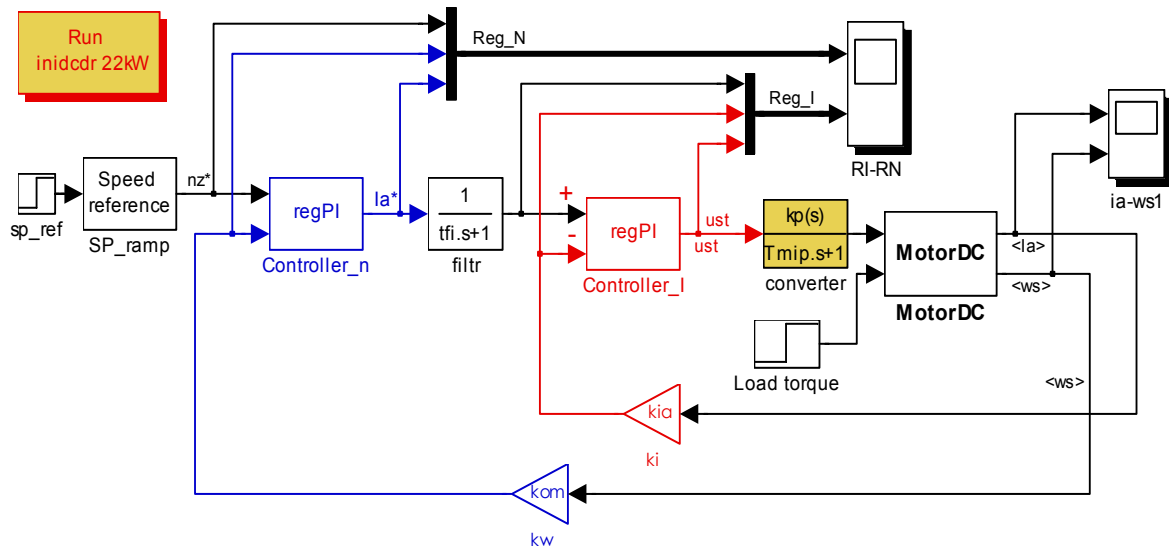 Run
inidcdr 22kW
Reg_N
Reg_I
RI-RN
ia-ws1
sp_ref
Speed
reference
SP_ramp
nz*
regPI
Controller_n
Ia*
1
tfi.s+1
filtr
+
-
regPI
Controller_I
ust
ust
kp(s)
Tmip.s+1
converter
MotorDC
MotorDC
<Ia>
<ws>
Load torque
<ws>
kia
ki
kom
kw